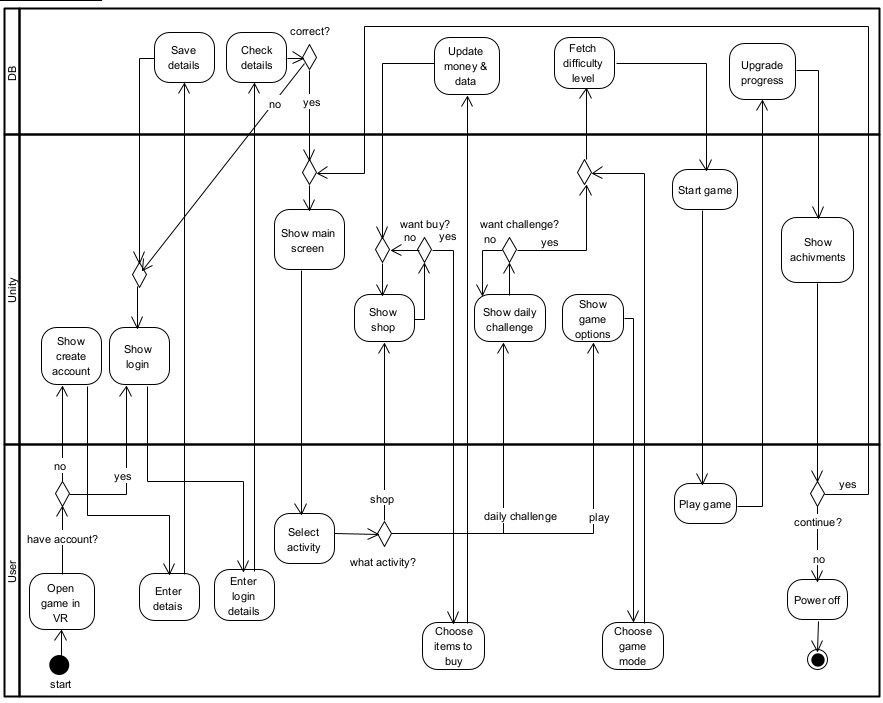 DB
Save
details
Check
details
correct?
no
yes
Update
money &
data
Fetch
difficulty
level
Upgrade
progress
Unity
Show main
screen
want buy?
no
yes
want challenge?
no
yes
Start game
Show
achivments
Show
create
account
Show
login
Show
shop
Show daily
challenge
Show
game
options
User
no
yes
have account?
Open
game in
VR
start
Enter
detais
Enter
login
details
Select
activity
shop
what activity?
daily challenge
play
Choose
items to
buy
Choose
game
mode
Play game
yes
continue?
no
Power off